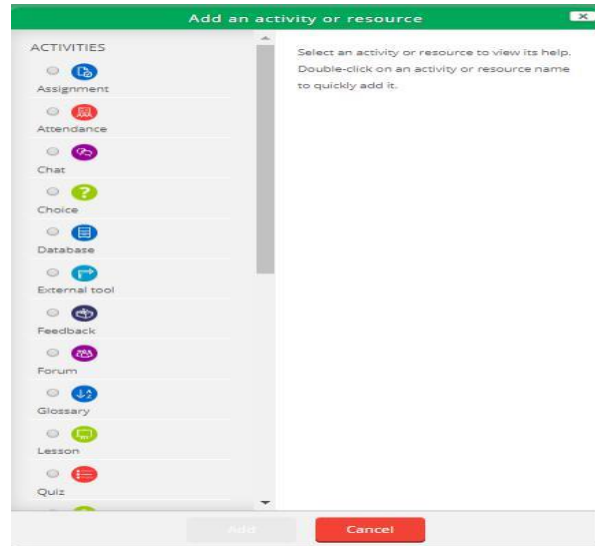 Add an activity or resource
ACTIVITIES
Assignment
Attendance
Chat
Choice
Database
External tool
Feedback
Forum
Glossary
Lesson
Quiz
Select an activity or resource to view its help.
Double-click on an activity or resource name
to quickly add it.
Add
Cancel